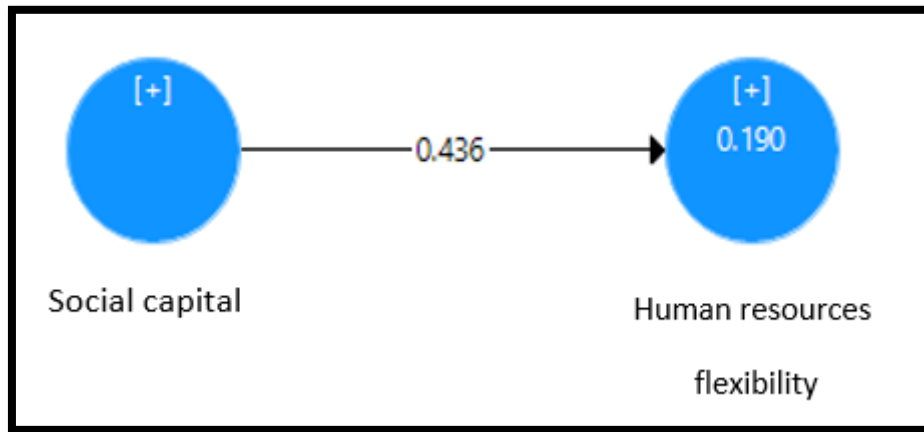 [+]
[+]
0.190
0.436
Social capital
Human resources
flexibility